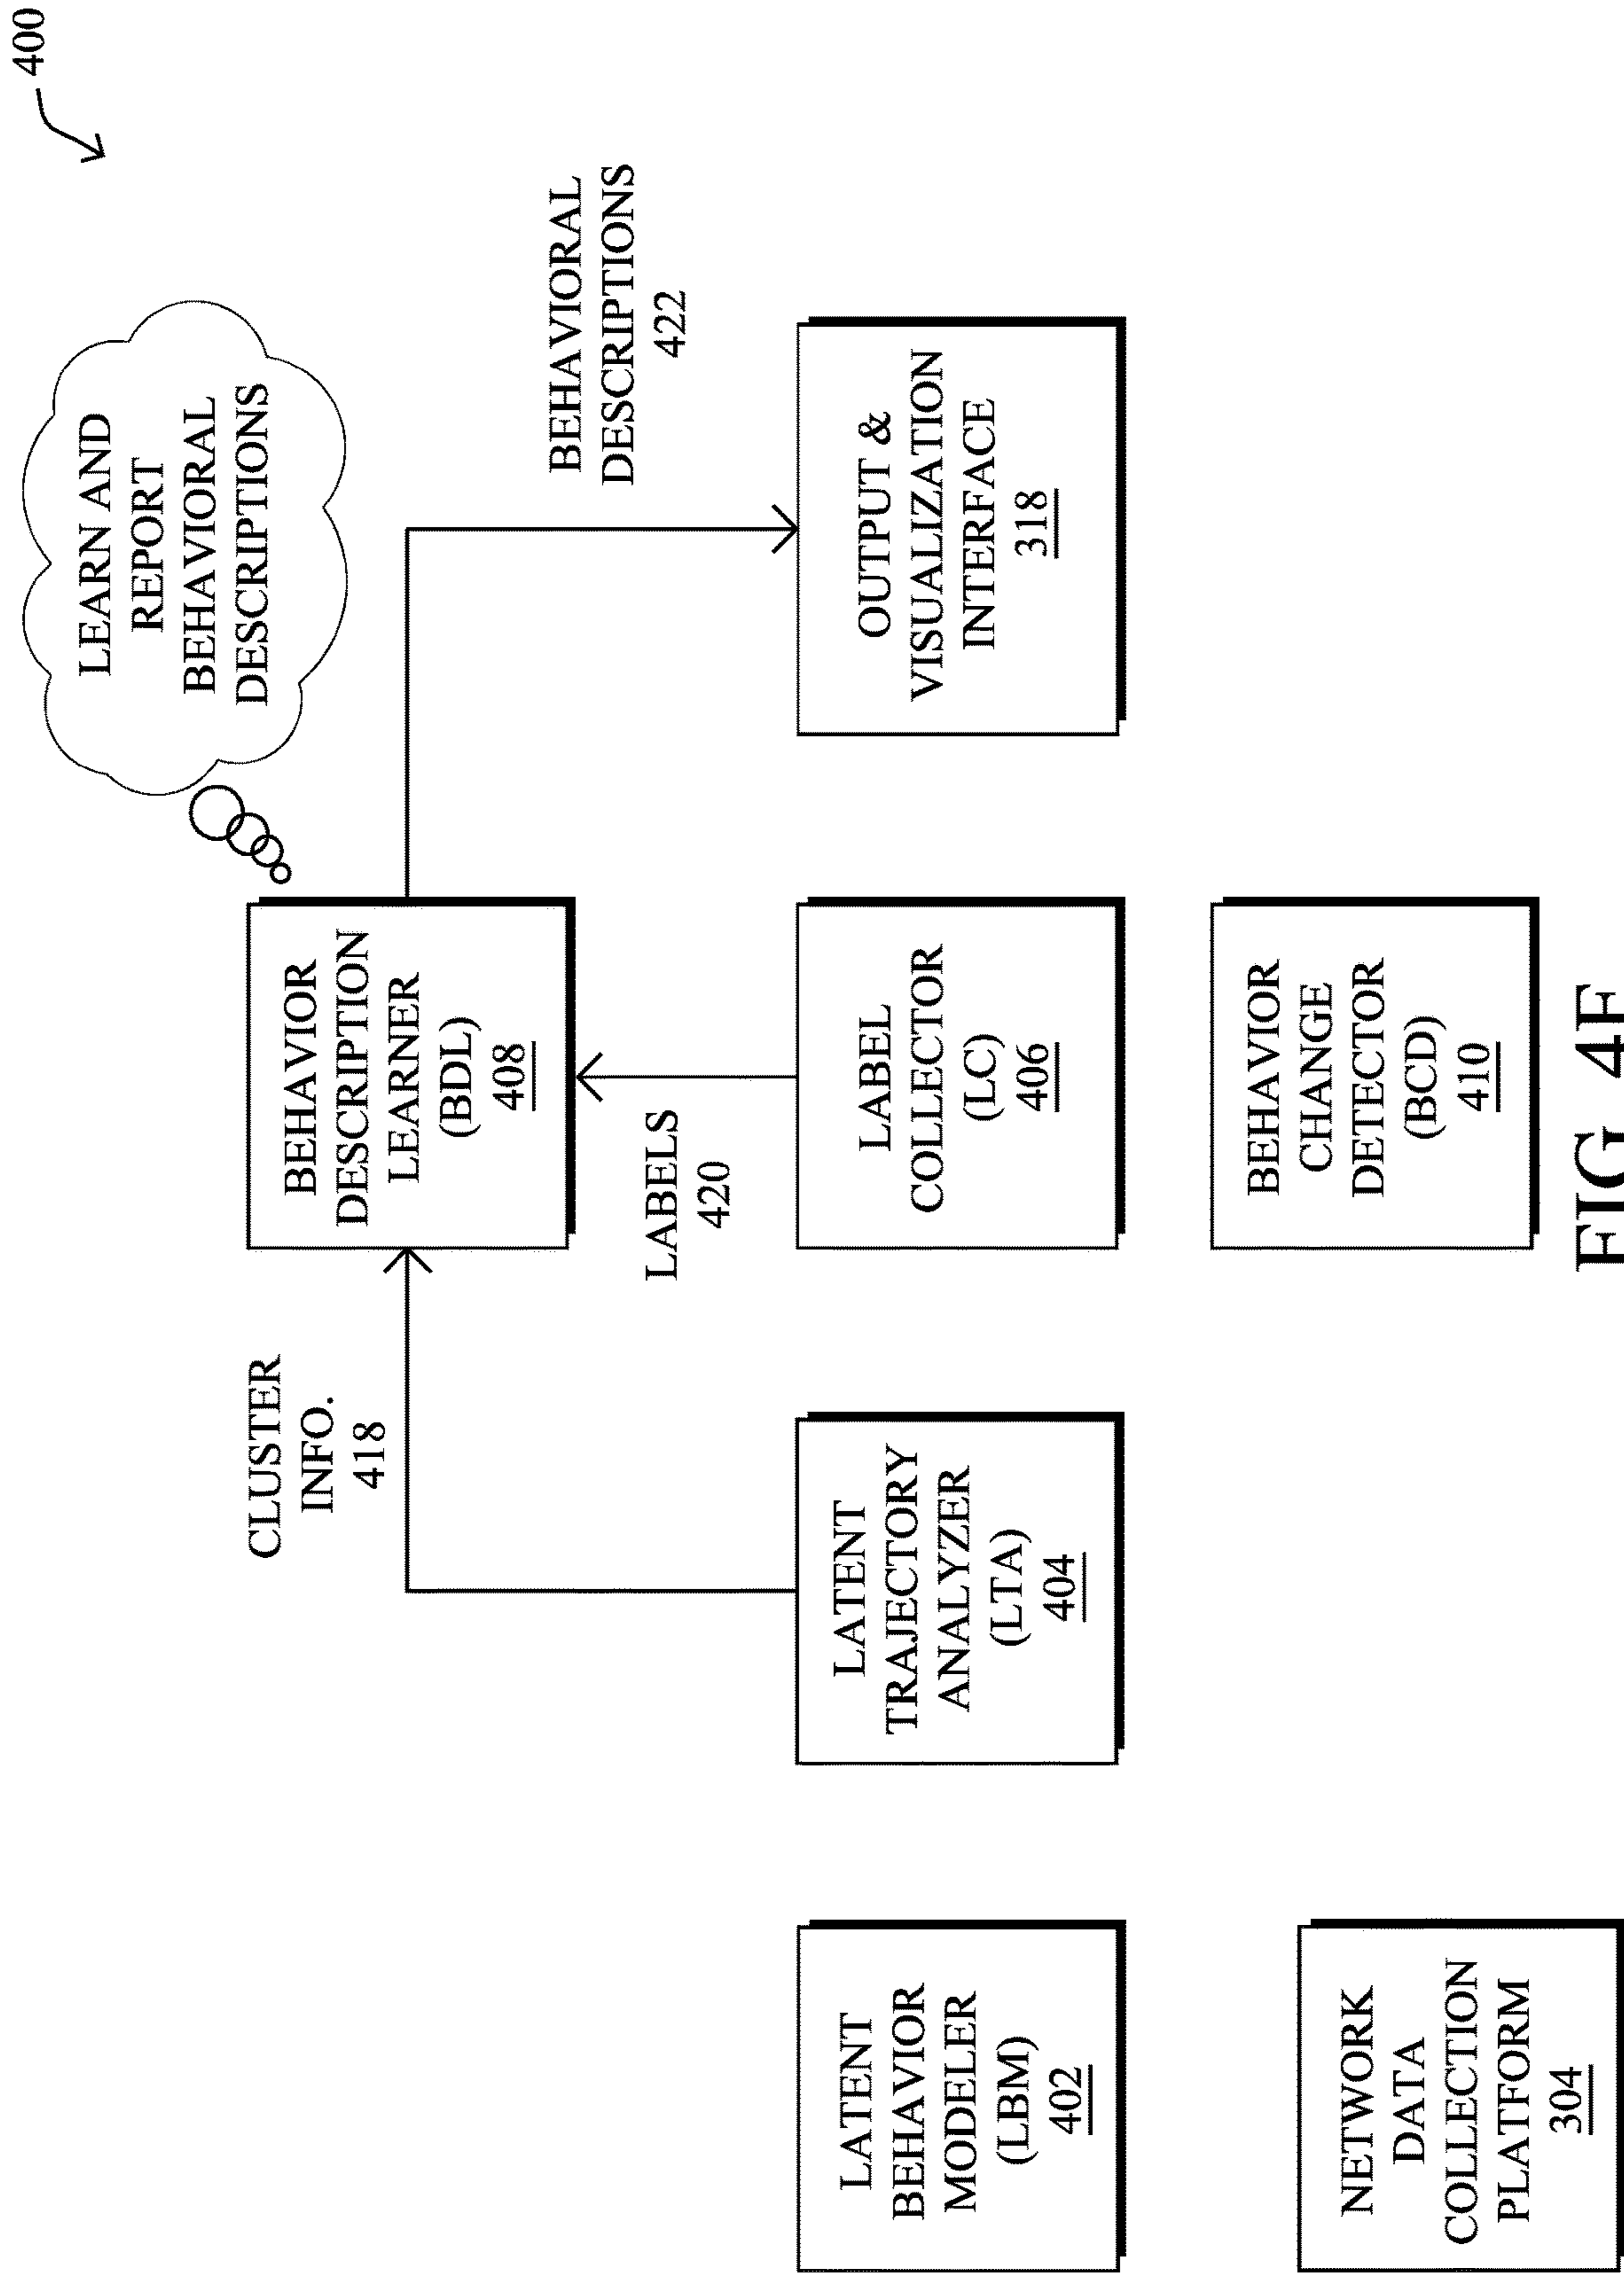 400
LEARN AND
REPORT
BEHAVIORAL
DESCRIPTIONS
CLUSTER
INFO.
418
BEHAVIOR
DESCRIPTION
LEARNER
(BDL)
408
BEHAVIORAL
DESCRIPTIONS
422
LABELS
420
LATENT
BEHAVIOR
MODELER
(LBM)
402
LATENT
TRAJECTORY
ANALYZER
(LTA)
404
LABEL
COLLECTOR
(LC)
406
OUTPUT &
VISUALIZATION
INTERFACE
318
NETWORK
DATA
COLLECTION
PLATFORM
304
BEHAVIOR
CHANGE
DETECTOR
(BCD)
410
FIG 4F